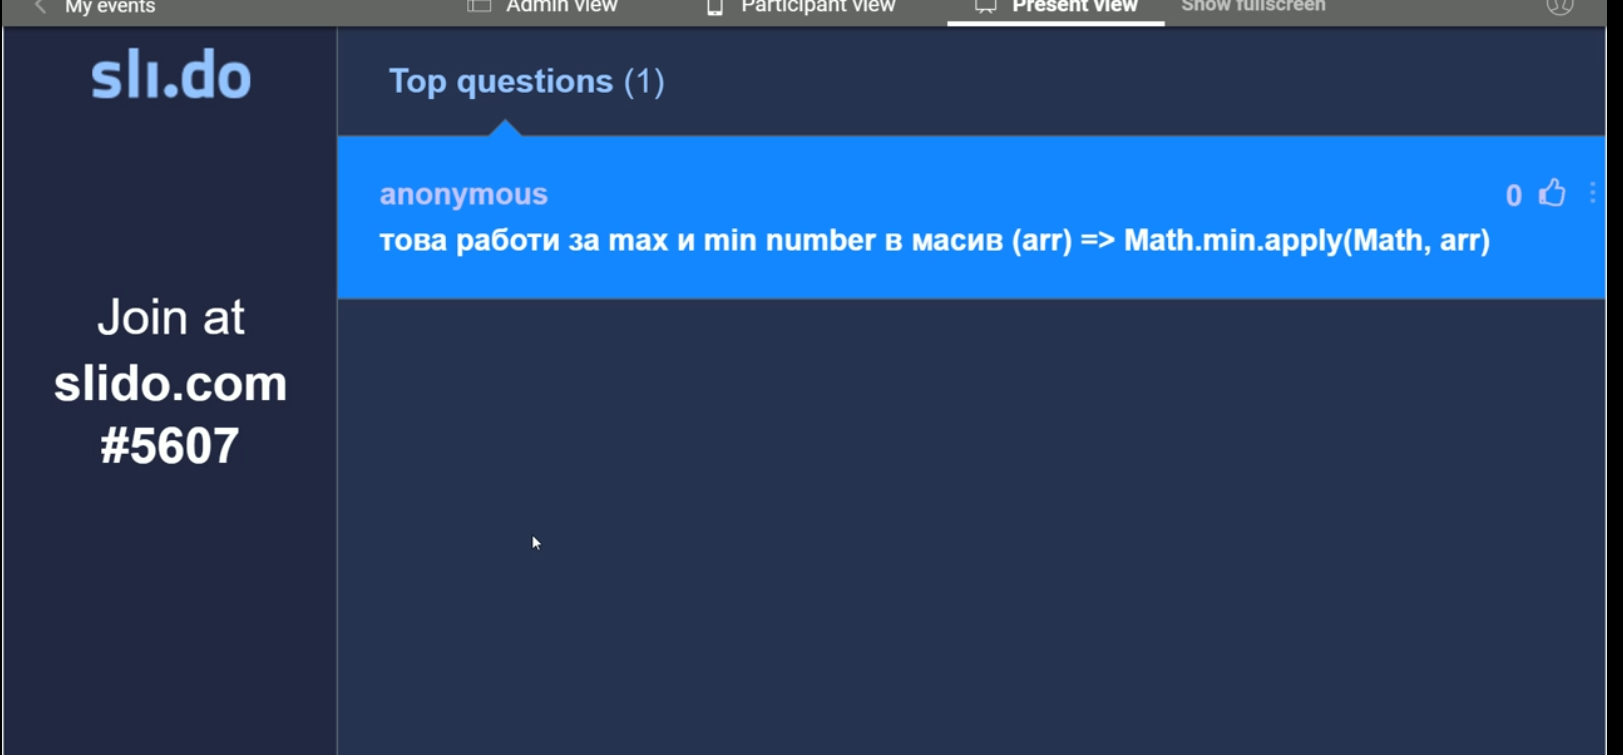 My events
Admin view
Participant view
Present view
Show fullscreen
sli.do
Top questions (1)
anonymous
0
това работи за max и min number в масив (arr) => Math.min.apply(Math, arr)
Join at
slido.com
#5607